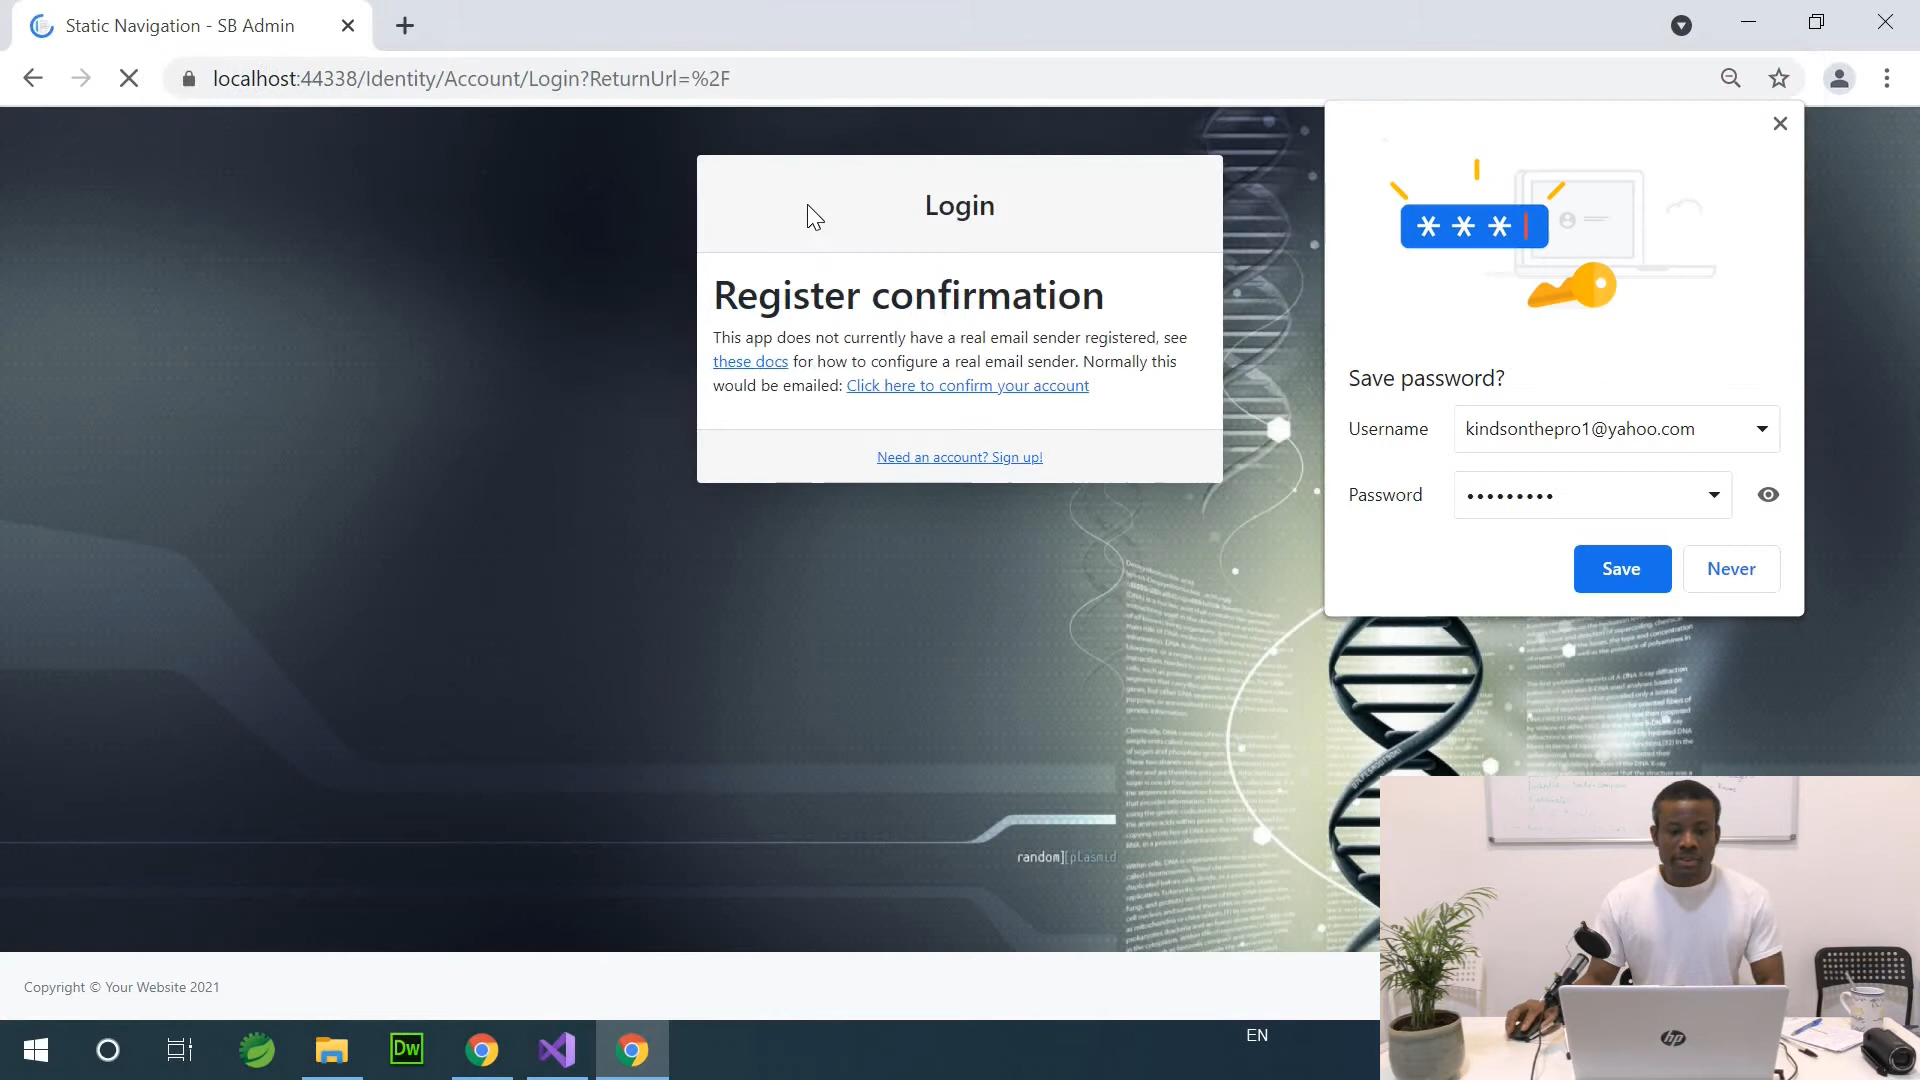 Static Navigation - SB Admin
localhost:44338/Identity/Account/Login?ReturnUrl=%2F
Login
Register confirmation
This app does not currently have a real email sender registered, see
these docs for how to configure a real email sender. Normally this
would be emailed: Click here to confirm your account
Need an account? Sign up!
* * *
Save password?
Username kindsonthepro1@yahoo.com
Password •••••••••
Save Never
random][plasmid
Copyright © Your Website 2021
Dw
EN
hp